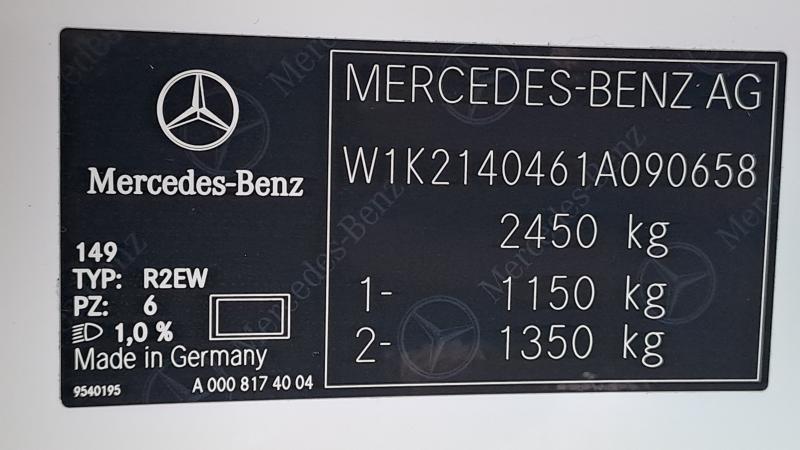 Mercedes-Benz
149
TYP: R2EW
PZ: 6
1,0 %
Made in Germany
9540195
A 000 817 40 04
MERCEDES-BENZ AG
W1K2140461A090658
2450 kg
1- 1150 kg
2- 1350 kg